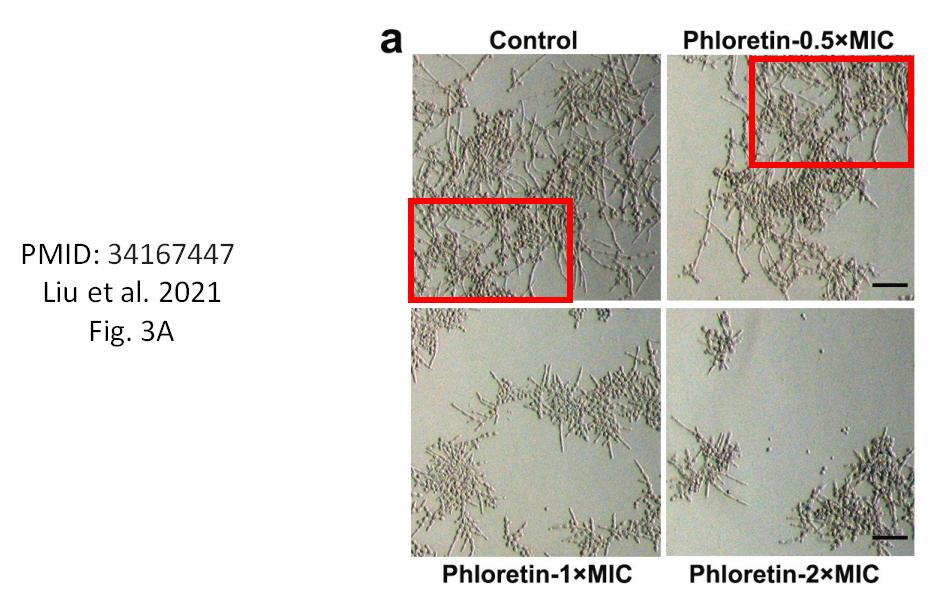 a
Control
Phloretin-0.5×MIC
PMID: 34167447
Liu et al. 2021
Fig. 3A
Phloretin-1×MIC
Phloretin-2×MIC